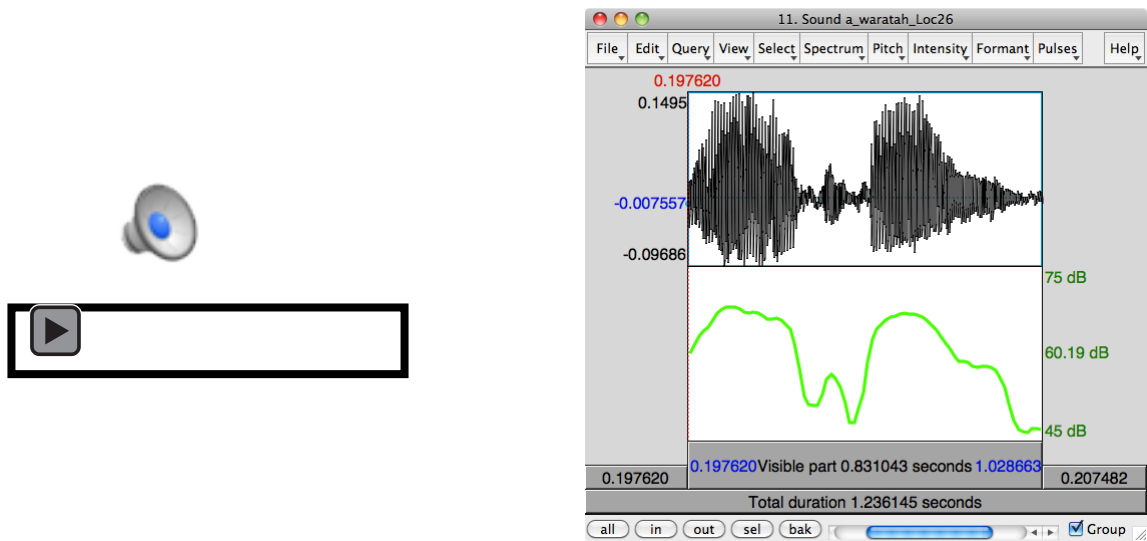 11. Sound a_waratah_Loc26
File Edit Query View Select Spectrum Pitch Intensity Formant Pulses Help
0.197620
0.1495
-0.007557
-0.09686
75 dB
60.19 dB
45 dB
0.197620 Visible part 0.831043 seconds 1.028663
0.197620 0.207482
Total duration 1.236145 seconds
all in out sel bak Group